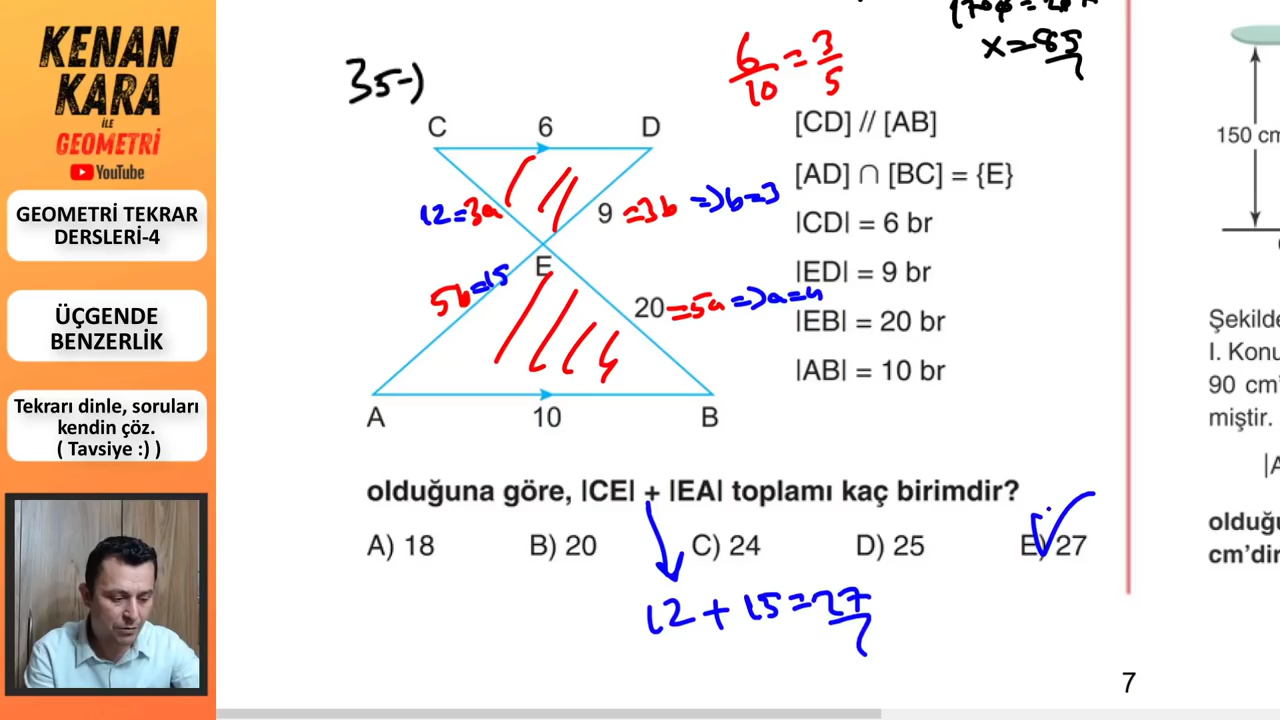 KENAN
KARA
İLE
GEOMETRİ
YouTube
GEOMETRİ TEKRAR
DERSLERİ-4
ÜÇGENDE
BENZERLİK
Tekrarı dinle, soruları
kendin çöz.
( Tavsiye :) )
x=85
35-)
6/10=3/5
C 6 D
12=3a
9 =3b =>b=3
E
5b=15
20=5a=>a=4
A 10 B
[CD] // [AB]
[AD] ∩ [BC] = {E}
|CD| = 6 br
|ED| = 9 br
|EB| = 20 br
|AB| = 10 br
olduğuna göre, |CE| + |EA| toplamı kaç birimdir?
A) 18 B) 20 C) 24 D) 25 E) 27
12+15=27
7
150 cm
Şekilde
I. Konu
90 cm'
miştir.
|A
olduğu
cm'dir